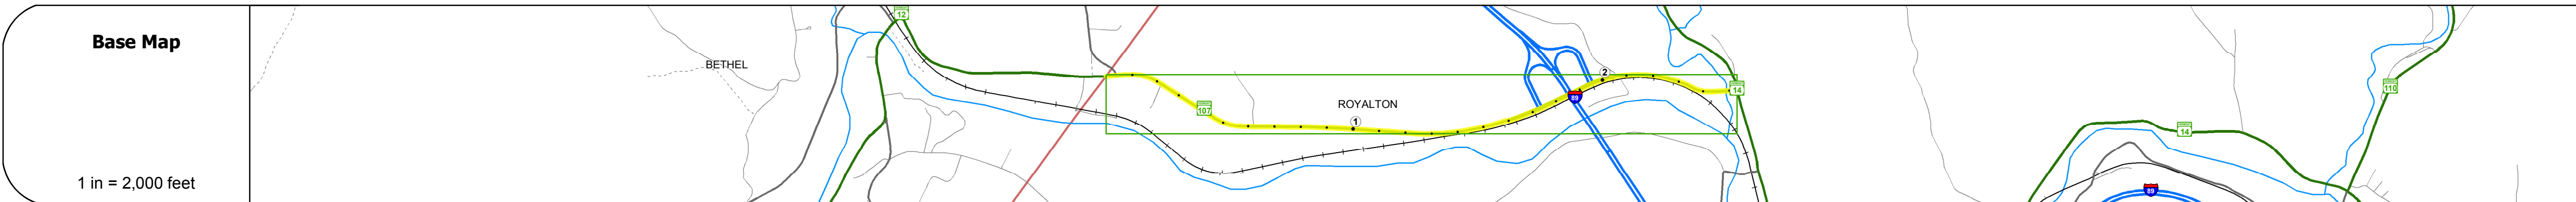 Base Map
1 in = 2,000 feet
12
BETHEL
107
ROYALTON
1
2
89
14
14
110
89